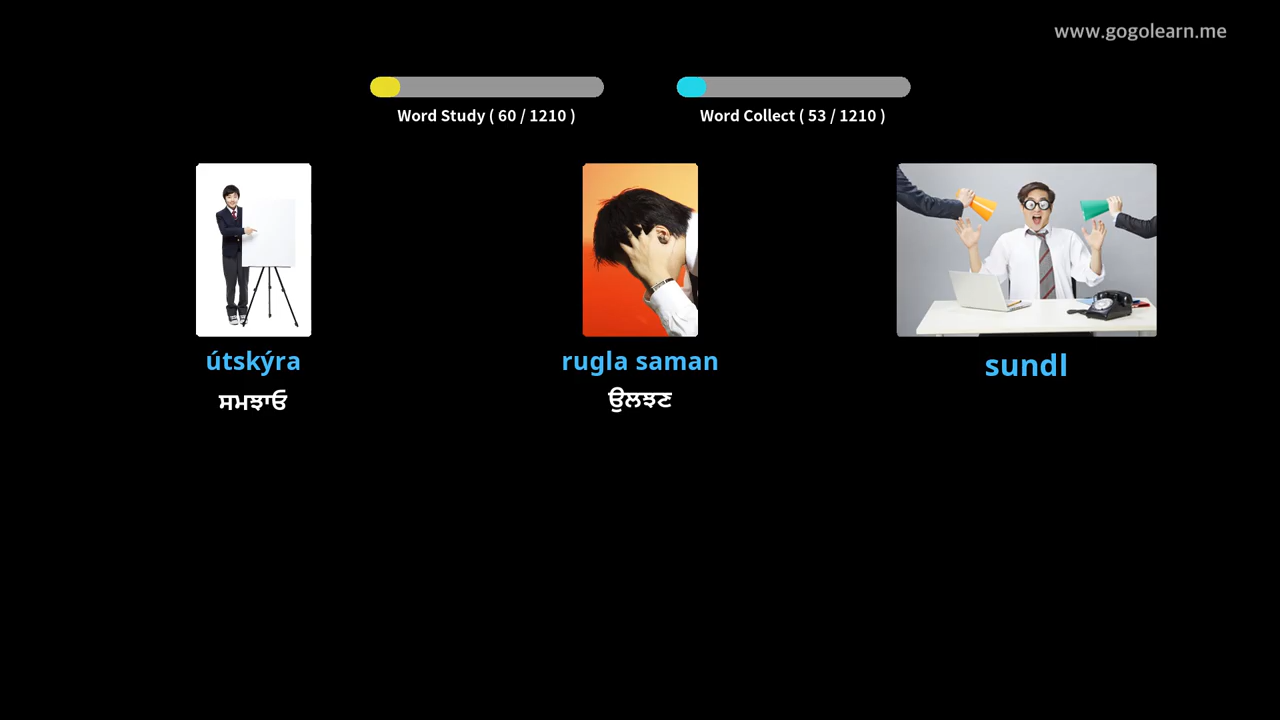 www.gogolearn.me
Word Study ( 60 / 1210 )
Word Collect ( 53 / 1210 )
útskýra
ਸਮਝਾਓ
rugla saman
ਉਲਝਣ
sundl